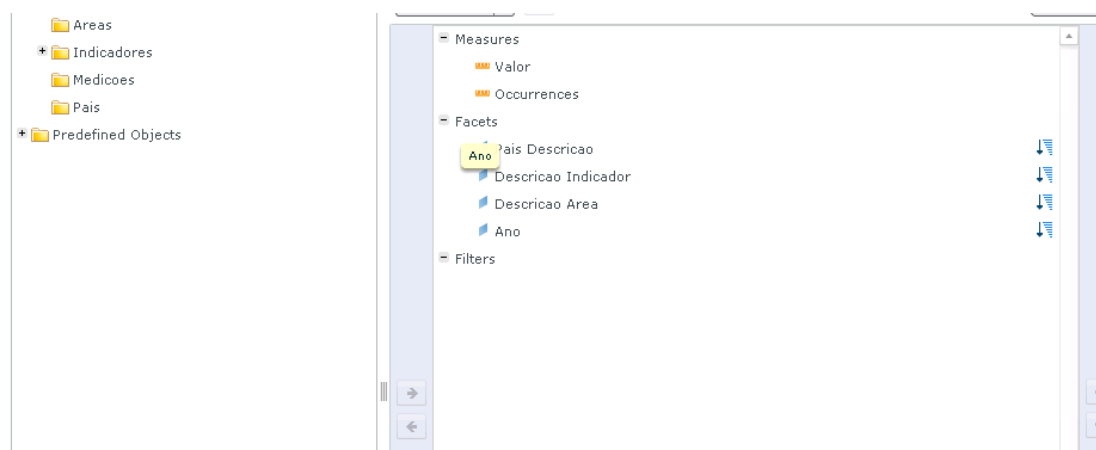 Areas
Indicadores
Medicoes
Pais
Predefined Objects
Measures
Valor
Occurrences
Facets
Pais Descricao
Ano
Descricao Indicador
Descricao Area
Ano
Filters